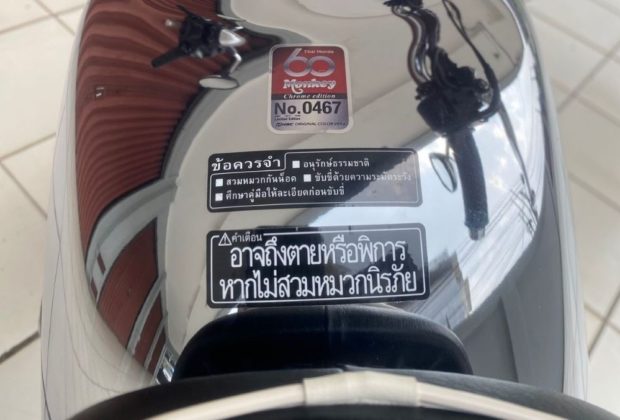 Thai Honda
60
Monkey
Chrome edition
No.0467
Limited Edition
ข้อควรจำ ■ อนุรักษ์ธรรมชาติ
■ สวมหมวกกันน็อค ■ ขับขี่ด้วยความระมัดระวัง
■ ศึกษาคู่มือให้ละเอียดก่อนขับขี่
⚠คำเตือน
อาจถึงตายหรือพิการ
หากไม่สวมหมวกนิรภัย